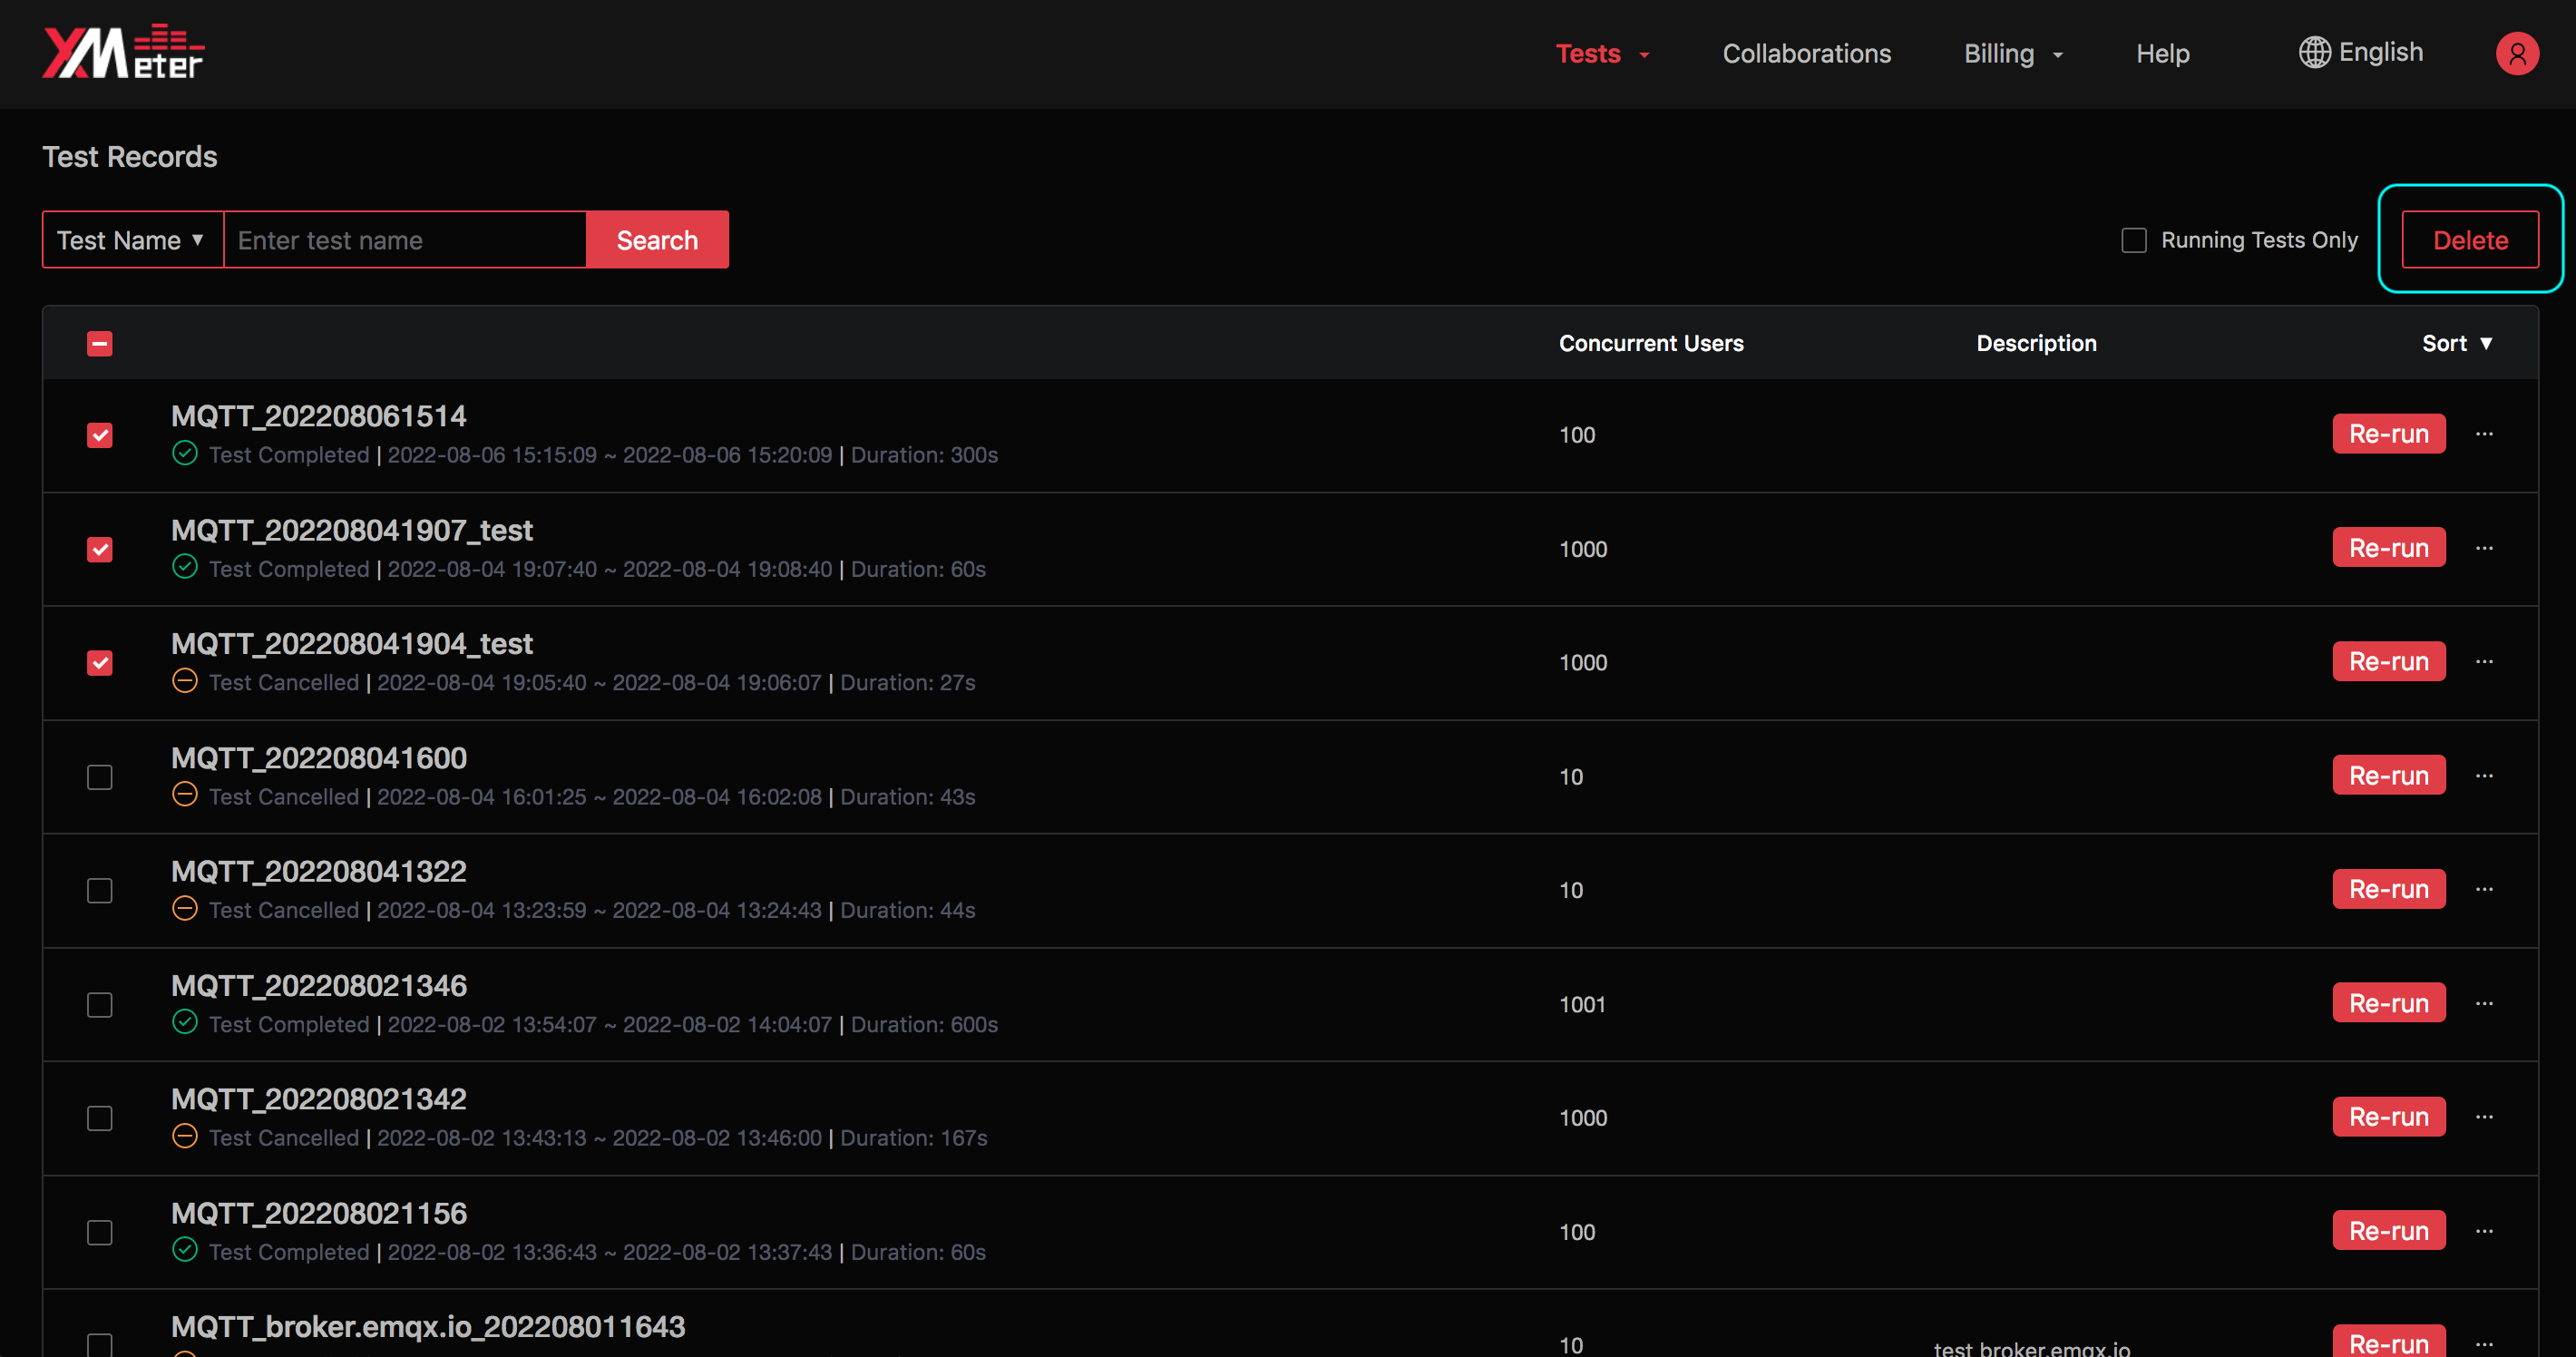 XMeter
Tests
Collaborations
Billing
Help
English
Test Records
Test Name ▼
Enter test name
Search
Running Tests Only
Delete
Concurrent Users
Description
Sort ▼
MQTT_202208061514
Test Completed | 2022-08-06 15:15:09 ~ 2022-08-06 15:20:09 | Duration: 300s
100
Re-run
...
MQTT_202208041907_test
Test Completed | 2022-08-04 19:07:40 ~ 2022-08-04 19:08:40 | Duration: 60s
1000
Re-run
...
MQTT_202208041904_test
Test Cancelled | 2022-08-04 19:05:40 ~ 2022-08-04 19:06:07 | Duration: 27s
1000
Re-run
...
MQTT_202208041600
Test Cancelled | 2022-08-04 16:01:25 ~ 2022-08-04 16:02:08 | Duration: 43s
10
Re-run
...
MQTT_202208041322
Test Cancelled | 2022-08-04 13:23:59 ~ 2022-08-04 13:24:43 | Duration: 44s
10
Re-run
...
MQTT_202208021346
Test Completed | 2022-08-02 13:54:07 ~ 2022-08-02 14:04:07 | Duration: 600s
1001
Re-run
...
MQTT_202208021342
Test Cancelled | 2022-08-02 13:43:13 ~ 2022-08-02 13:46:00 | Duration: 167s
1000
Re-run
...
MQTT_202208021156
Test Completed | 2022-08-02 13:36:43 ~ 2022-08-02 13:37:43 | Duration: 60s
100
Re-run
...
MQTT_broker.emqx.io_202208011643
10
test broker.emqx.io
Re-run
...